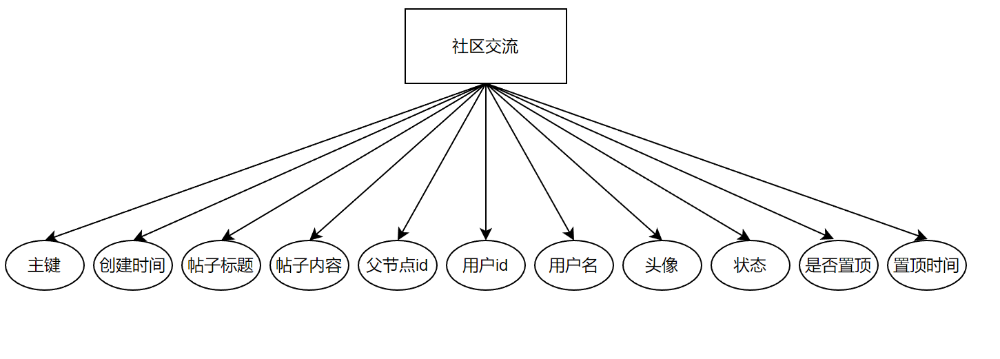 社区交流
主键
创建时间
帖子标题
帖子内容
父节点id
用户id
用户名
头像
状态
是否置顶
置顶时间